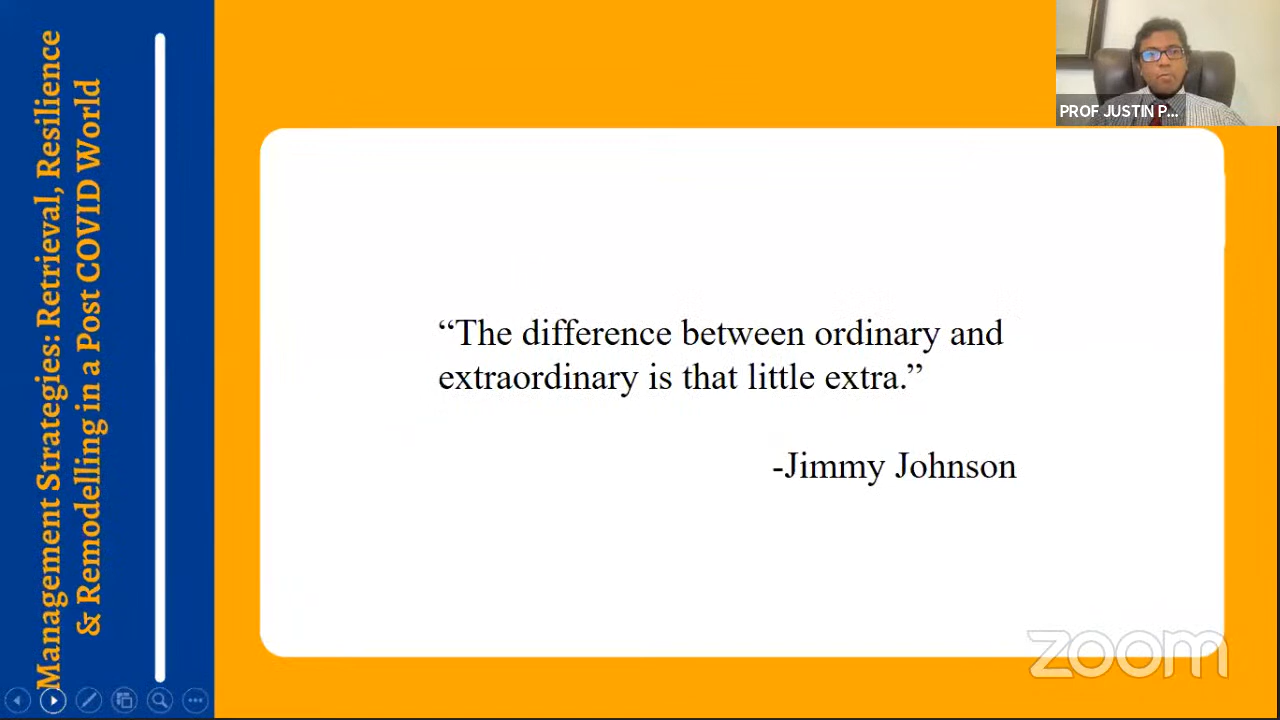 Management Strategies: Retrieval, Resilience
& Remodelling in a Post COVID World
PROF JUSTIN P...
“The difference between ordinary and
extraordinary is that little extra.”
-Jimmy Johnson
zoom